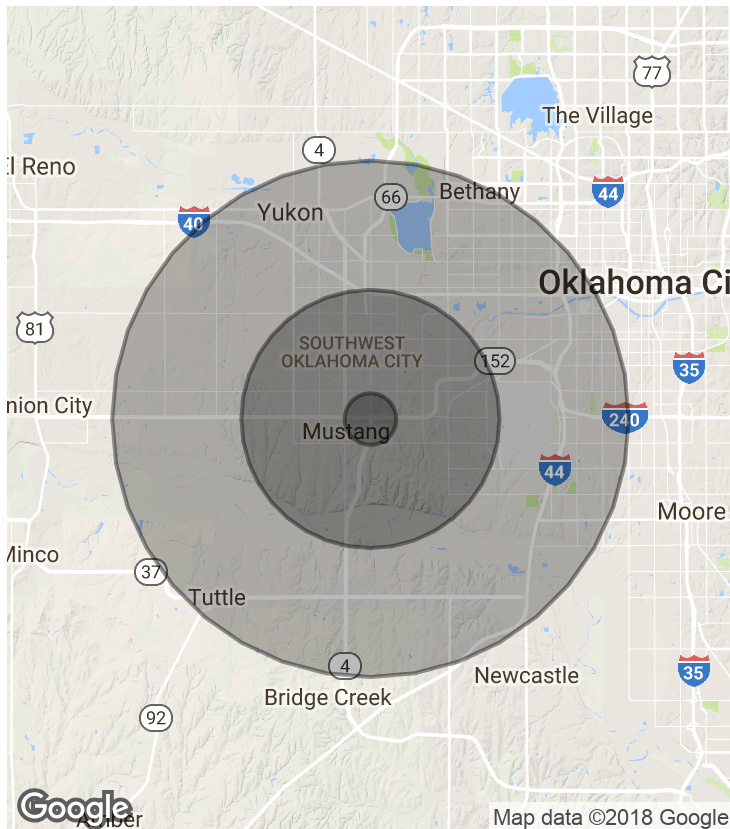 77
The Village
4
El Reno
44
66
Bethany
Yukon
40
Oklahoma Ci
81
SOUTHWEST
OKLAHOMA CITY
152
35
nion City
240
Mustang
44
Moore
Minco
37
Tuttle
4
35
Newcastle
Bridge Creek
92
Google
Amber
Map data ©2018 Google